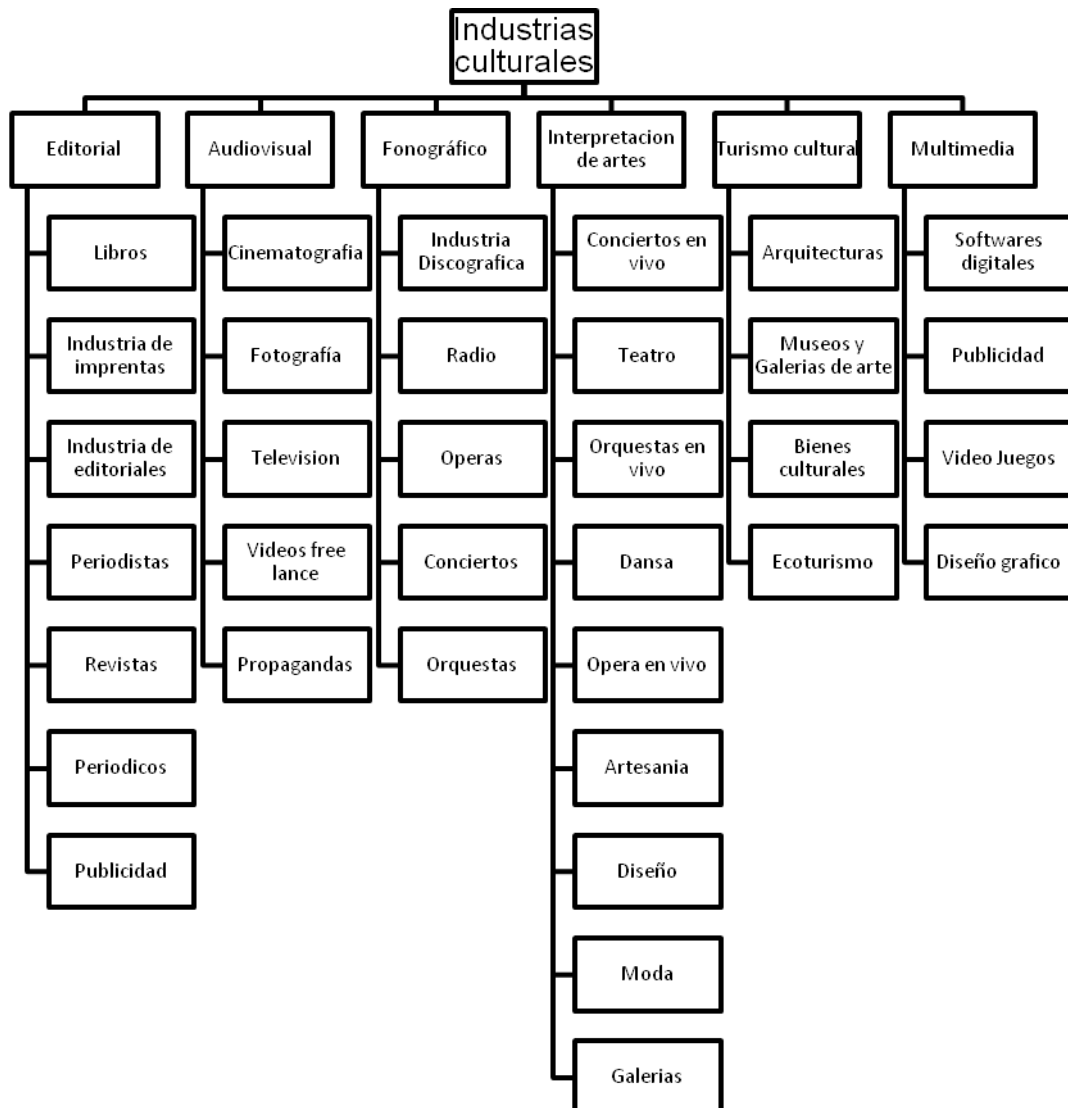 Industrias
culturales
Editorial
Audiovisual
Fonográfico
Interpretacion
de artes
Turismo cultural
Multimedia
Libros
Industria de
imprentas
Industria de
editoriales
Periodistas
Revistas
Periodicos
Publicidad
Cinematografia
Fotografía
Television
Videos free
lance
Propagandas
Industria
Discografica
Radio
Operas
Conciertos
Orquestas
Conciertos en
vivo
Teatro
Orquestas en
vivo
Dansa
Opera en vivo
Artesania
Diseño
Moda
Galerias
Arquitecturas
Museos y
Galerias de arte
Bienes
culturales
Ecoturismo
Softwares
digitales
Publicidad
Video Juegos
Diseño grafico